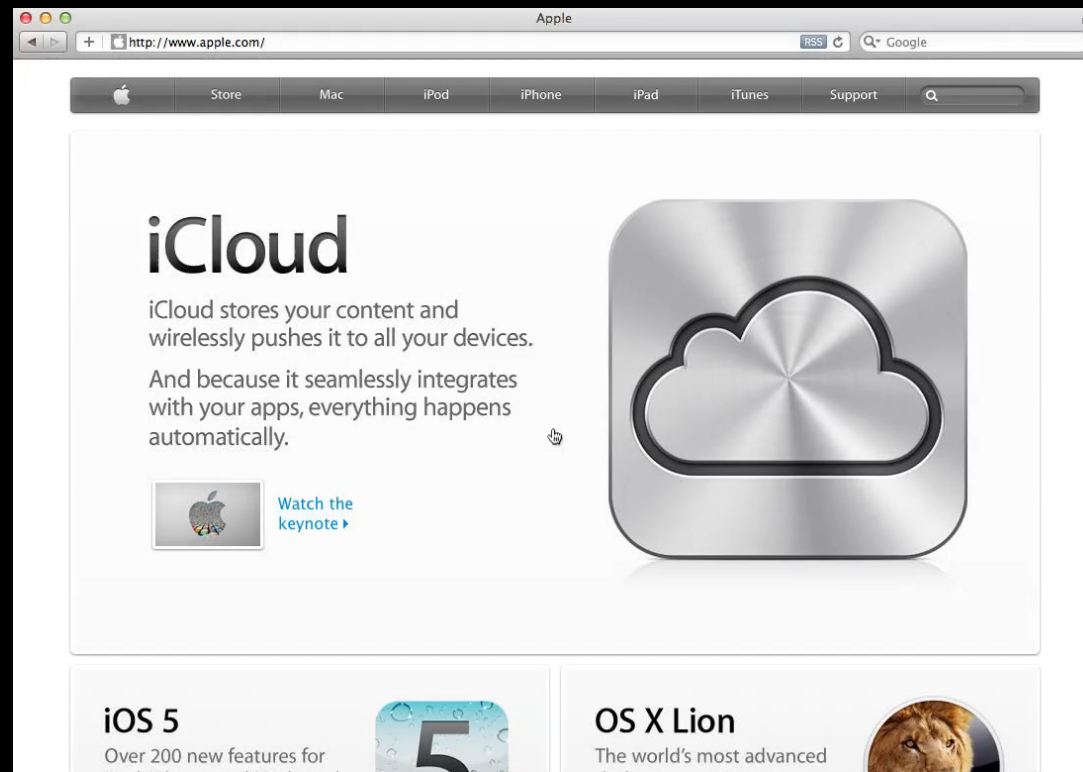 Apple
http://www.apple.com/
RSS
Google
Store
Mac
iPod
iPhone
iPad
iTunes
Support
iCloud
iCloud stores your content and
wirelessly pushes it to all your devices.
And because it seamlessly integrates
with your apps, everything happens
automatically.
Watch the
keynote
iOS 5
Over 200 new features for
5
OS X Lion
The world's most advanced